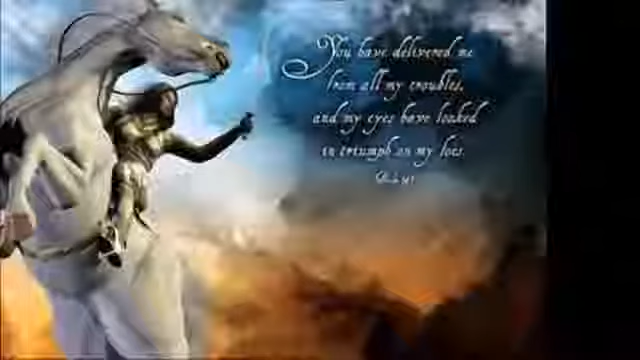 You have delivered me
from all my troubles,
and my eyes have looked
in triumph on my foes.